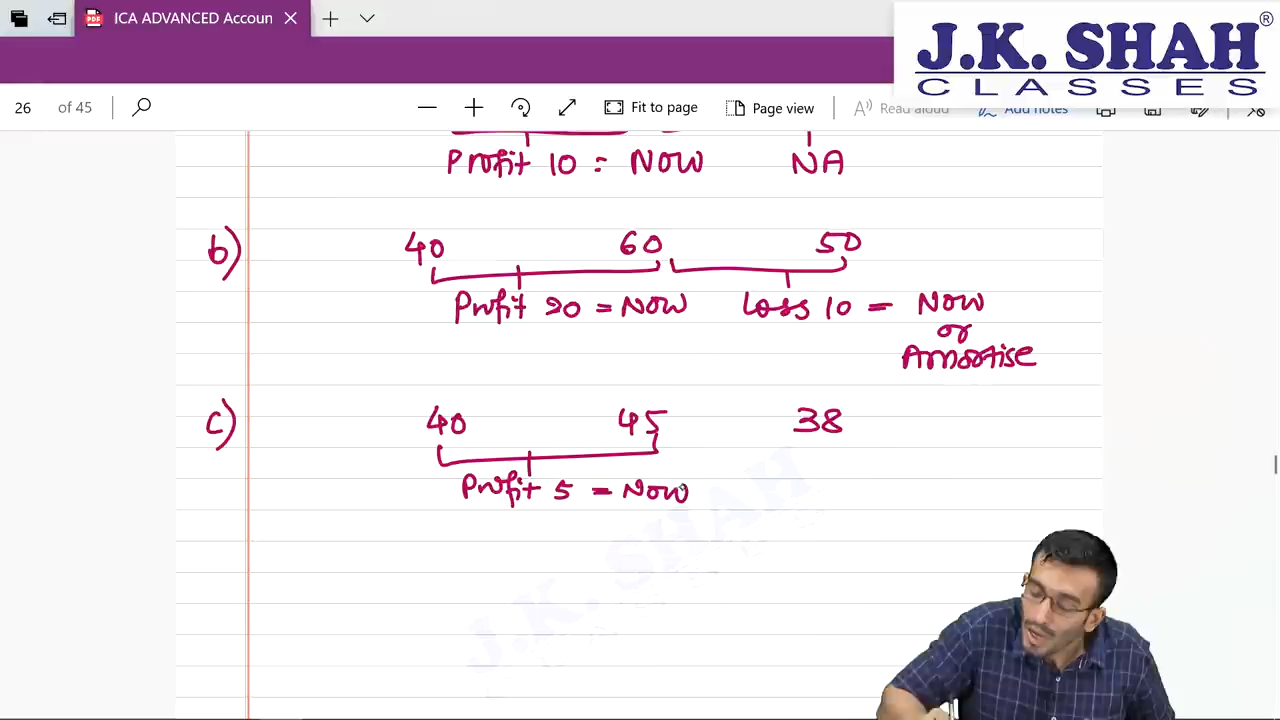 ICA ADVANCED Accoun
J.K. SHAH®
CLASSES
26 of 45
Fit to page
Page view
Read aloud
Add notes
Profit 10 = Now NA
b) 40 60 50
Profit 20 = Now Loss 10 = Now
or
Amortise
c) 40 45 38
Profit 5 = Now
J.K. SHAH